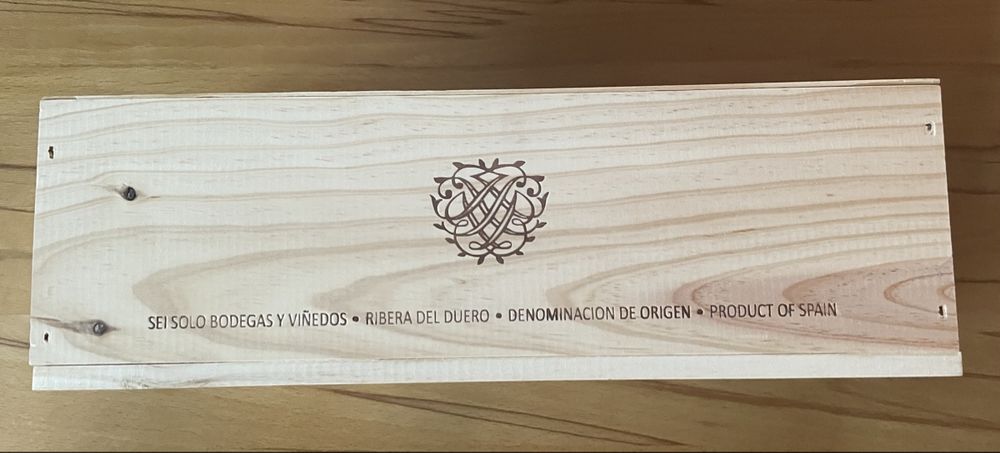 SEI SOLO BODEGAS Y VIÑEDOS • RIBERA DEL DUERO • DENOMINACION DE ORIGEN • PRODUCT OF SPAIN